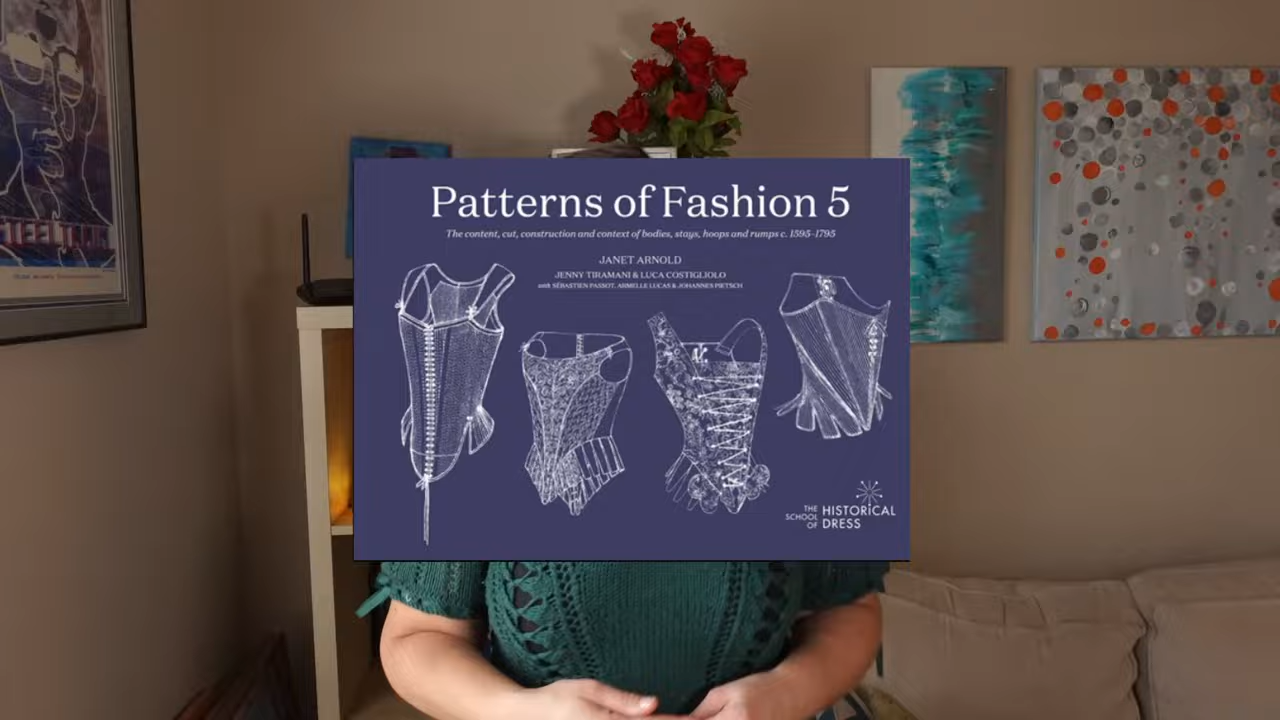 Patterns of Fashion 5
The content, cut, construction and context of bodies, stays, hoops and rumps c. 1595-1795
JANET ARNOLD
JENNY TIRAMANI & LUCA COSTIGLIOLO
with SÉBASTIEN PASSOT, ARMELLE LUCAS & JOHANNES PIETSCH
THE SCHOOL OF
HISTORICAL DRESS